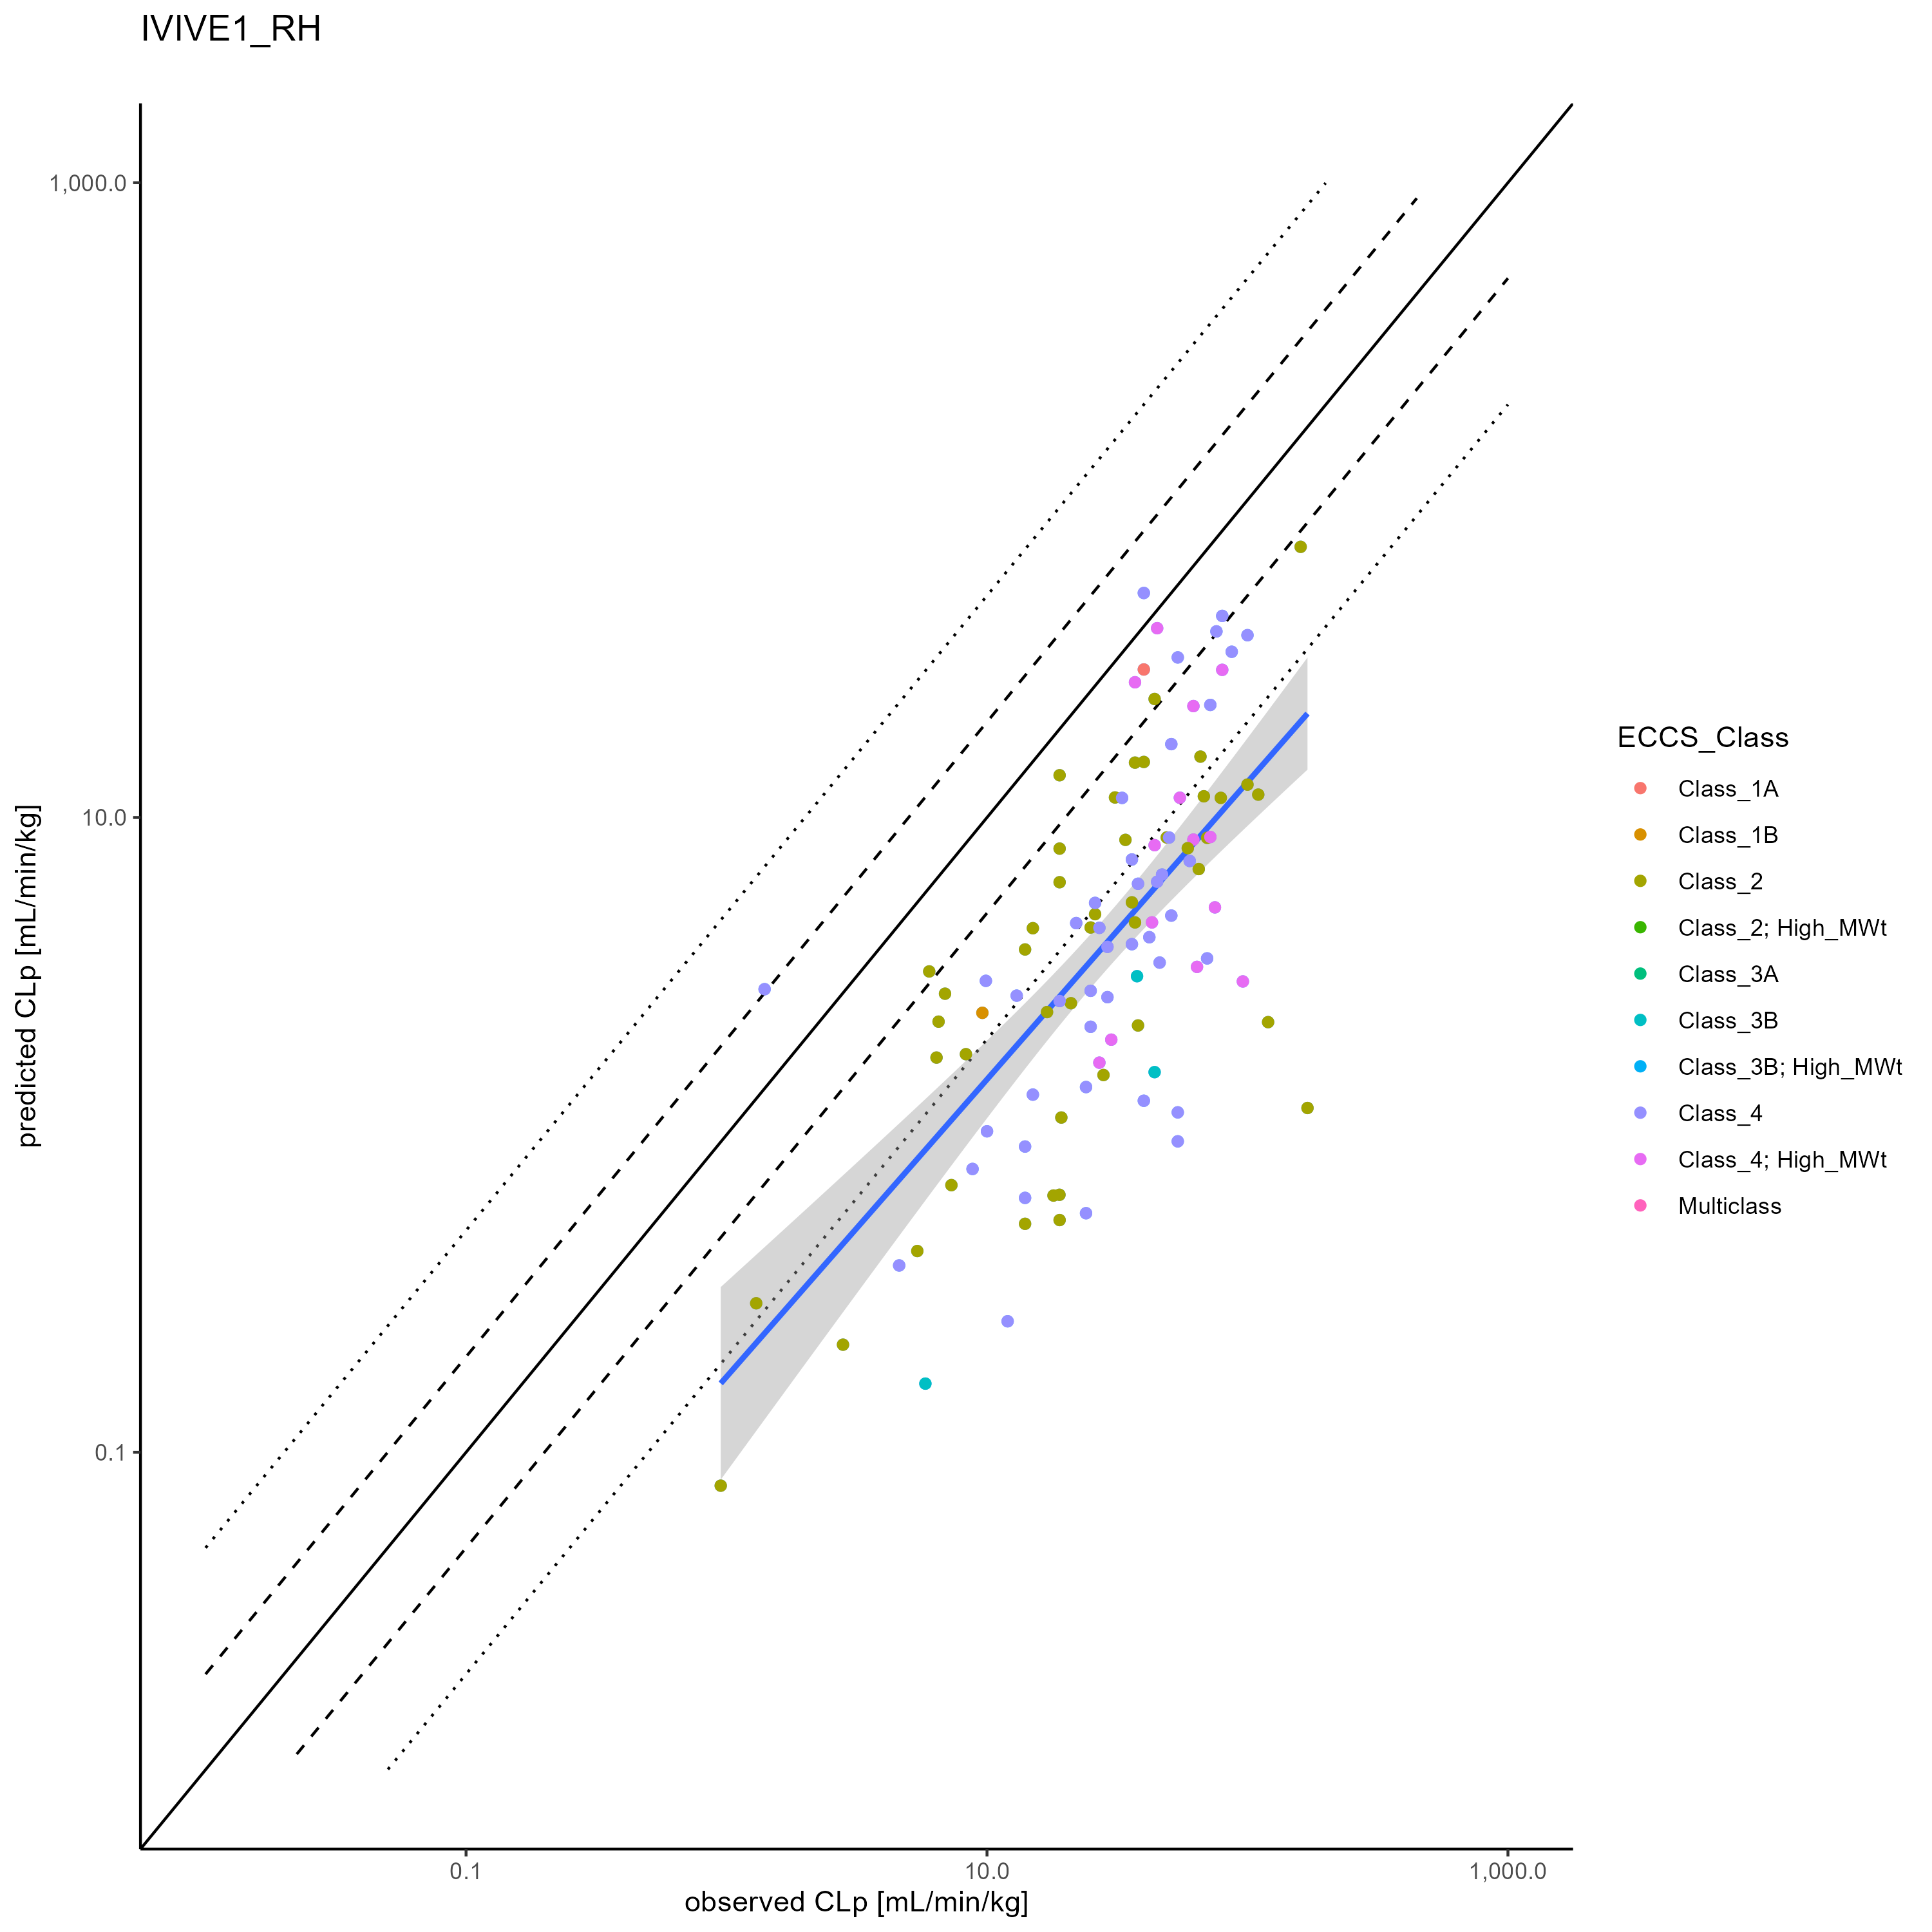 IVIVE1_RH
1,000.0
10.0
0.1
predicted CLp [mL/min/kg]
0.1
10.0
1,000.0
observed CLp [mL/min/kg]
ECCS_Class
Class_1A
Class_1B
Class_2
Class_2; High_MWt
Class_3A
Class_3B
Class_3B; High_MWt
Class_4
Class_4; High_MWt
Multiclass